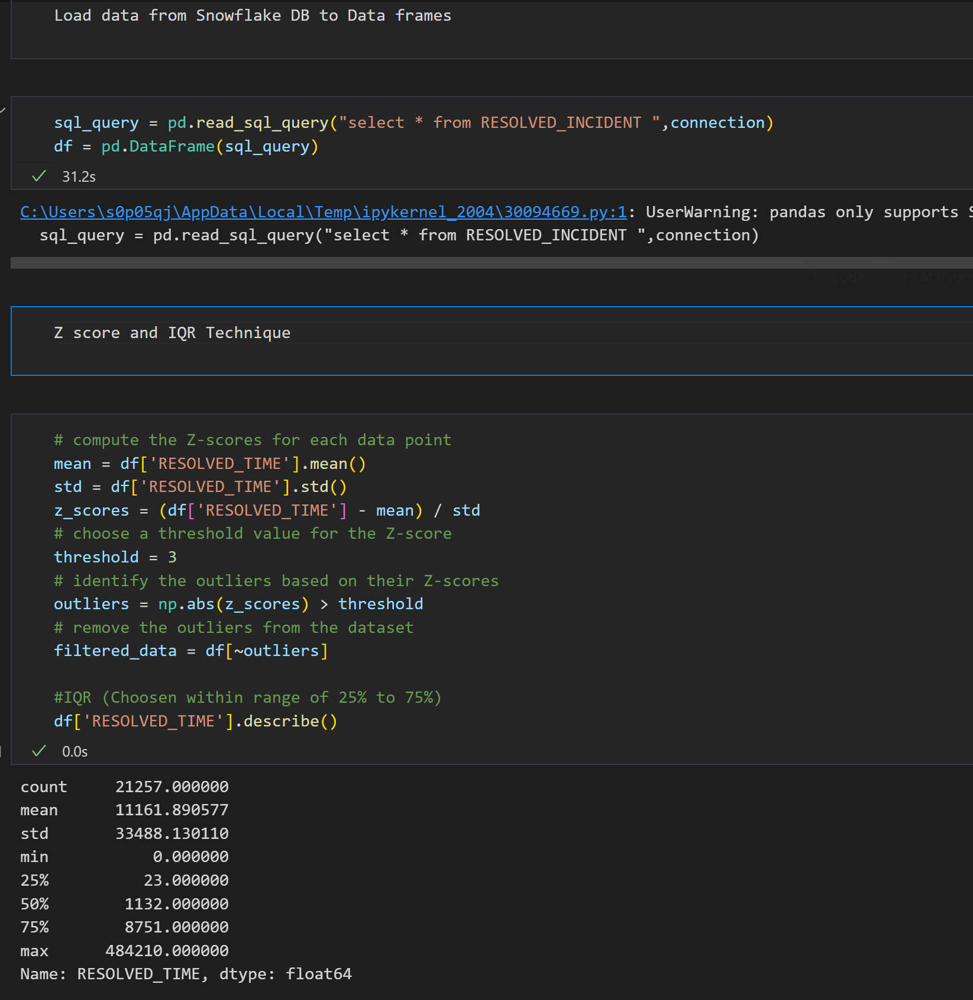 Load data from Snowflake DB to Data frames
sql_query = pd.read_sql_query("select * from RESOLVED_INCIDENT ",connection)
df = pd.DataFrame(sql_query)
31.2s
C:\Users\s0p05qj\AppData\Local\Temp\ipykernel_2004\30094669.py:1: UserWarning: pandas only supports S
sql_query = pd.read_sql_query("select * from RESOLVED_INCIDENT ",connection)
+ Code + Markdo
Z score and IQR Technique
# compute the Z-scores for each data point
mean = df['RESOLVED_TIME'].mean()
std = df['RESOLVED_TIME'].std()
z_scores = (df['RESOLVED_TIME'] - mean) / std
# choose a threshold value for the Z-score
threshold = 3
# identify the outliers based on their Z-scores
outliers = np.abs(z_scores) > threshold
# remove the outliers from the dataset
filtered_data = df[~outliers]
#IQR (Choosen within range of 25% to 75%)
df['RESOLVED_TIME'].describe()
0.0s
count 21257.000000
mean 11161.890577
std 33488.130110
min 0.000000
25% 23.000000
50% 1132.000000
75% 8751.000000
max 484210.000000
Name: RESOLVED_TIME, dtype: float64